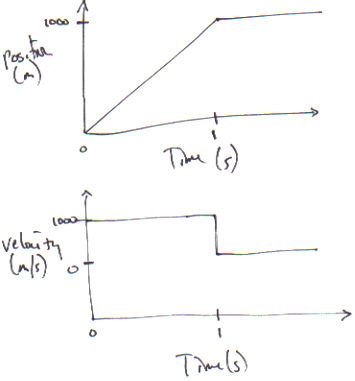 1000
position
(m)
0
1
Time (s)
1000
velocity
(m/s)
0
0
1
Time (s)